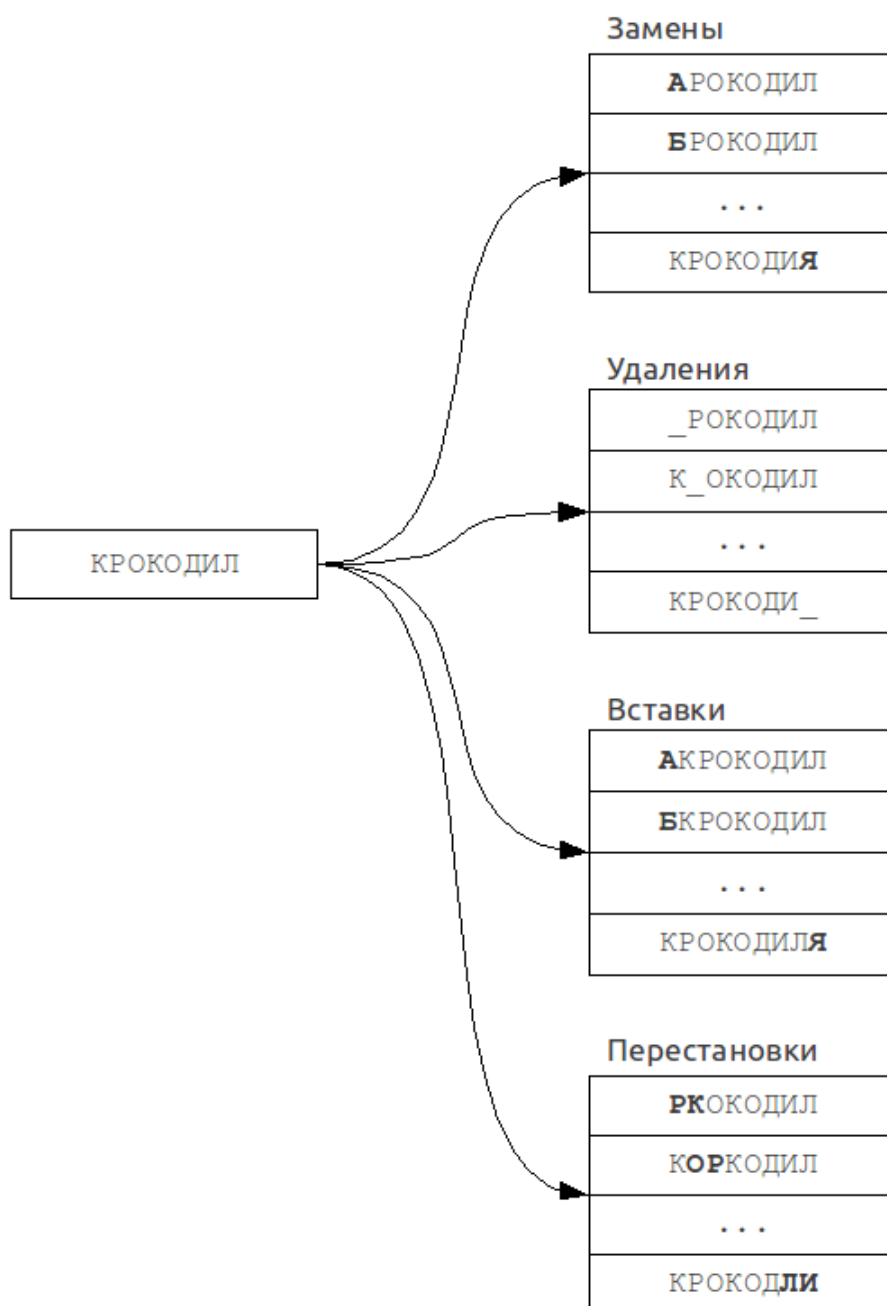 Замены
АРОКОДИЛ
БРОКОДИЛ
...
КРОКОДИЯ
Удаления
_РОКОДИЛ
К_ОКОДИЛ
...
КРОКОДИ_
КРОКОДИЛ
Вставки
АКРОКОДИЛ
БКРОКОДИЛ
...
КРОКОДИЛЯ
Перестановки
РКОКОДИЛ
КОРКОДИЛ
...
КРОКОДЛИ